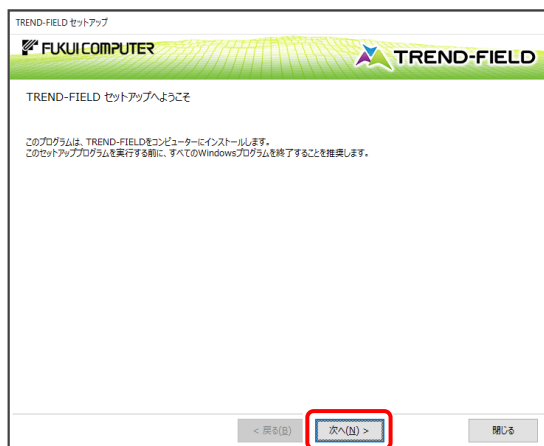 TREND-FIELD セットアップ
FUKUI COMPUTER
TREND-FIELD
TREND-FIELD セットアップへようこそ
このプログラムは、TREND-FIELDをコンピューターにインストールします。
このセットアッププログラムを実行する前に、すべてのWindowsプログラムを終了することを推奨します。
< 戻る(B)
次へ(N) >
閉じる